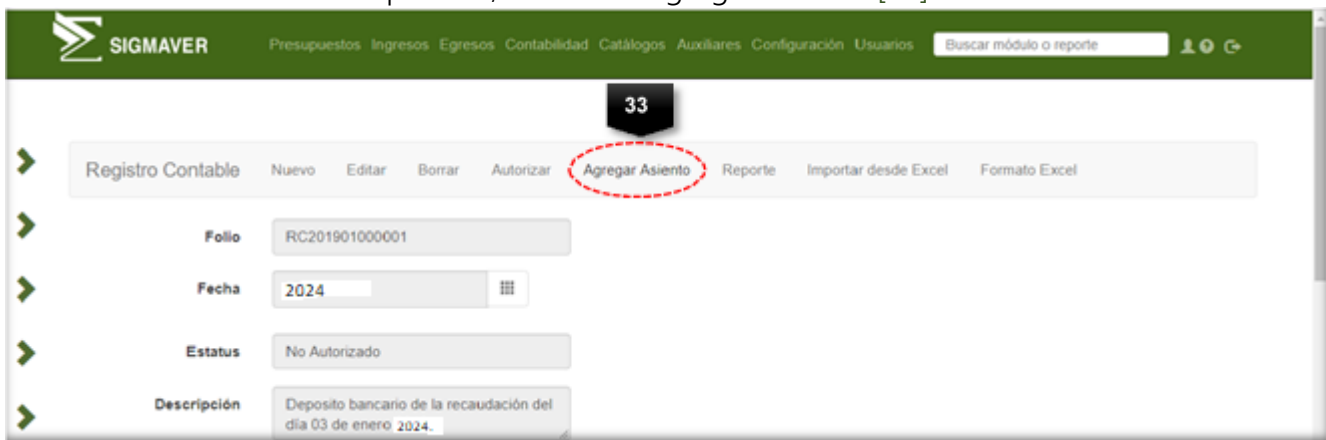 SIGMAVER Presupuestos Ingresos Egresos Contabilidad Catálogos Auxiliares Configuración Usuarios Buscar módulo o reporte
33
Registro Contable Nuevo Editar Borrar Autorizar Agregar Asiento Reporte Importar desde Excel Formato Excel
Folio RC201901000001
Fecha 2024
Estatus No Autorizado
Descripción Deposito bancario de la recaudación del
día 03 de enero 2024.